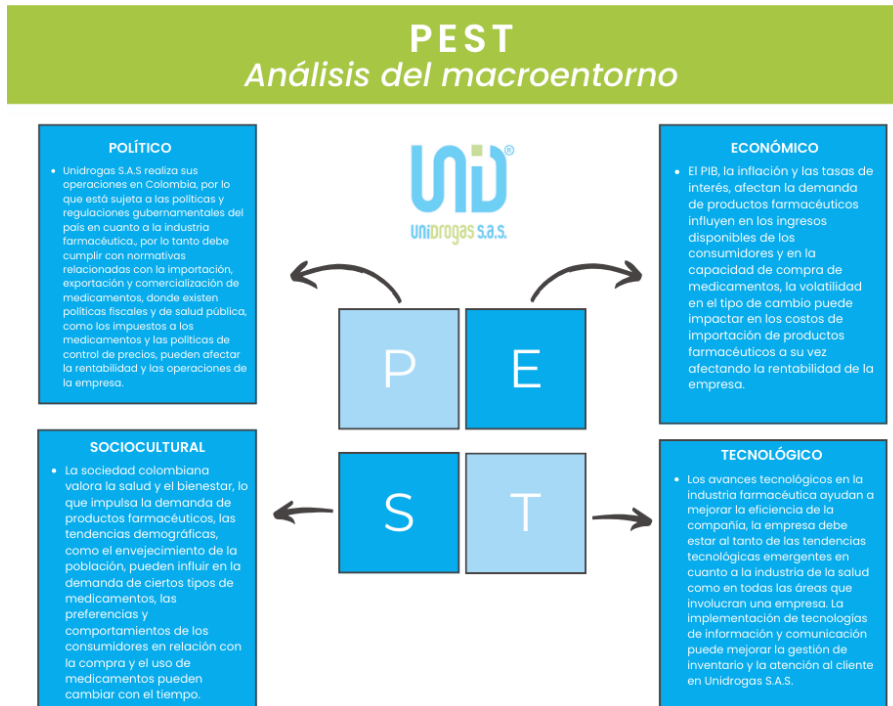 PEST
Análisis del macroentorno
POLÍTICO
• Unidrogas S.A.S realiza sus
operaciones en Colombia, por lo
que está sujeta a las políticas y
regulaciones gubernamentales del
país en cuanto a la industria
farmacéutica., por lo tanto debe
cumplir con normativas
relacionadas con la importación,
exportación y comercialización de
medicamentos, donde existen
políticas fiscales y de salud pública,
como los impuestos a los
medicamentos y las políticas de
control de precios, pueden afectar
la rentabilidad y las operaciones de
la empresa.
UNiD®
UNiDrogas s.a.s.
ECONÓMICO
• El PIB, la inflación y las tasas de
interés, afectan la demanda
de productos farmacéuticos
influyen en los ingresos
disponibles de los
consumidores y en la
capacidad de compra de
medicamentos, la volatilidad
en el tipo de cambio puede
impactar en los costos de
importación de productos
farmacéuticos a su vez
afectando la rentabilidad de la
empresa.
P
E
S
T
SOCIOCULTURAL
• La sociedad colombiana
valora la salud y el bienestar, lo
que impulsa la demanda de
productos farmacéuticos, las
tendencias demográficas,
como el envejecimiento de la
población, pueden influir en la
demanda de ciertos tipos de
medicamentos, las
preferencias y
comportamientos de los
consumidores en relación con
la compra y el uso de
medicamentos pueden
cambiar con el tiempo.
TECNOLÓGICO
• Los avances tecnológicos en la
industria farmacéutica ayudan a
mejorar la eficiencia de la
compañía, la empresa debe
estar al tanto de las tendencias
tecnológicas emergentes en
cuanto a la industria de la salud
como en todas las áreas que
involucran una empresa. La
implementación de tecnologías
de información y comunicación
puede mejorar la gestión de
inventario y la atención al cliente
en Unidrogas S.A.S.